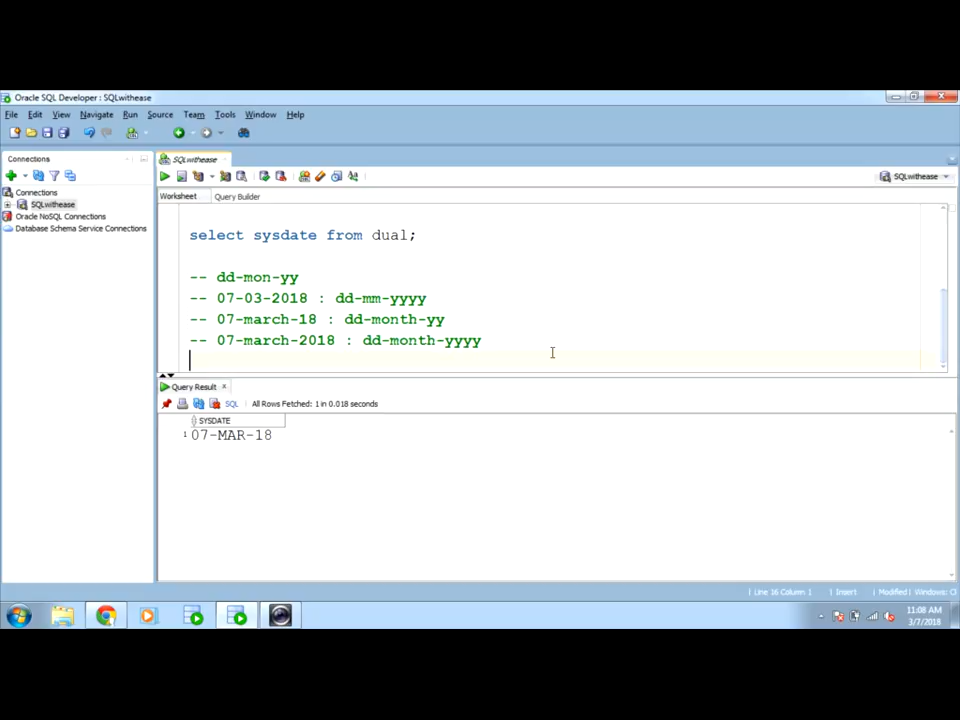 Oracle SQL Developer : SQLwithease
File Edit View Navigate Run Source Team Tools Window Help
Connections
SQLwithease
SQLwithease
Connections
SQLwithease
Oracle NoSQL Connections
Database Schema Service Connections
Worksheet Query Builder
select sysdate from dual;
-- dd-mon-yy
-- 07-03-2018 : dd-mm-yyyy
-- 07-march-18 : dd-month-yy
-- 07-march-2018 : dd-month-yyyy
Query Result x
SQL All Rows Fetched: 1 in 0.018 seconds
SYSDATE
1 07-MAR-18
Line 16 Column 1 Insert Modified Windows: C
11:08 AM
3/7/2018